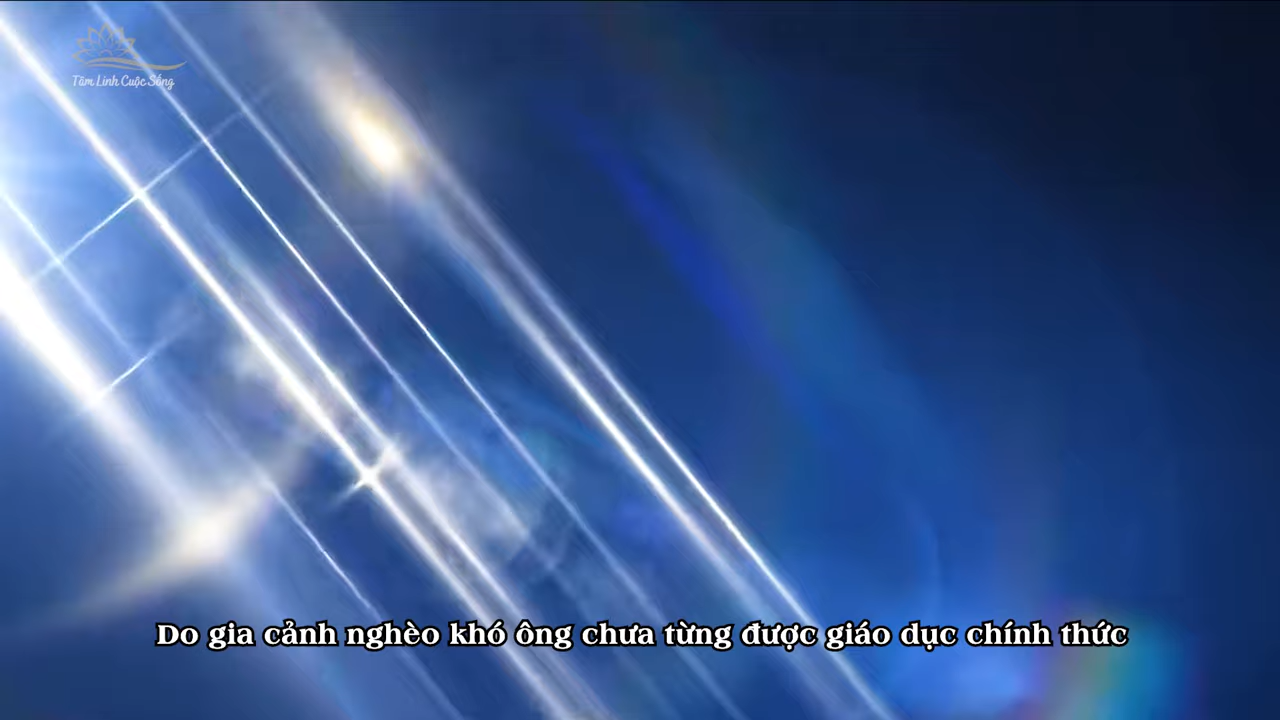 Tâm Linh Cuộc Sống
Do gia cảnh nghèo khó ông chưa từng được giáo dục chính thức